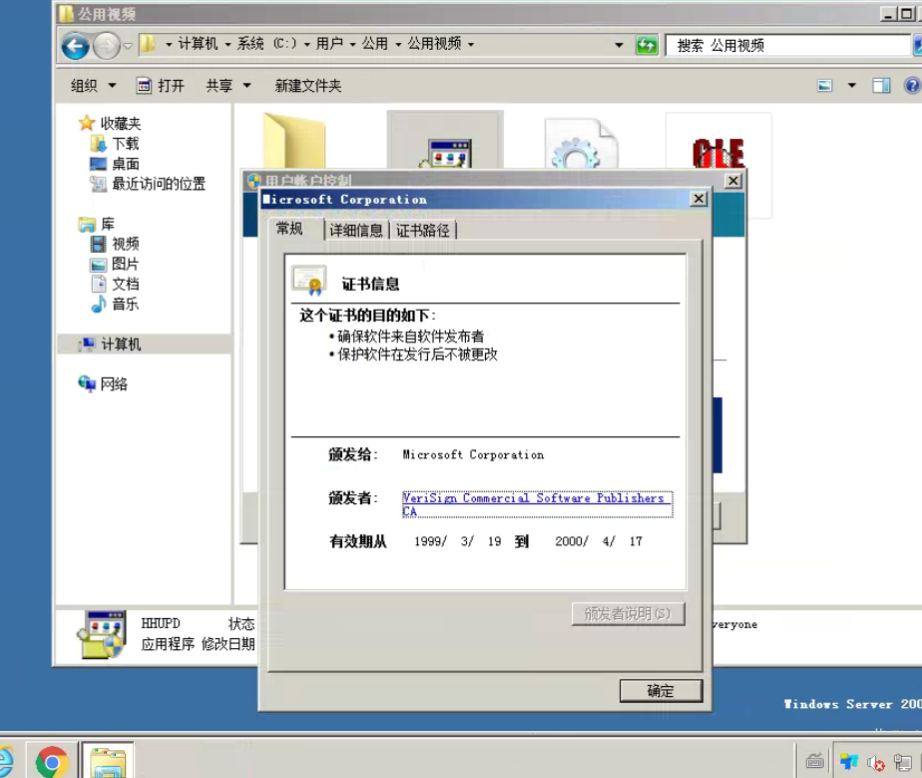 公用视频
计算机 系统 (C:) 用户 公用 公用视频
搜索 公用视频
组织 打开 共享 新建文件夹
收藏夹
下载
桌面
最近访问的位置
库
视频
图片
文档
音乐
计算机
网络
用户帐户控制
Microsoft Corporation
常规 详细信息 证书路径
证书信息
这个证书的目的如下:
•确保软件来自软件发布者
•保护软件在发行后不被更改
颁发给: Microsoft Corporation
颁发者: VeriSign Commercial Software Publishers
CA
有效期从 1999/ 3/ 19 到 2000/ 4/ 17
颁发者说明(S)
确定
HHUPD 状态
应用程序 修改日期
veryone
Windows Server 200